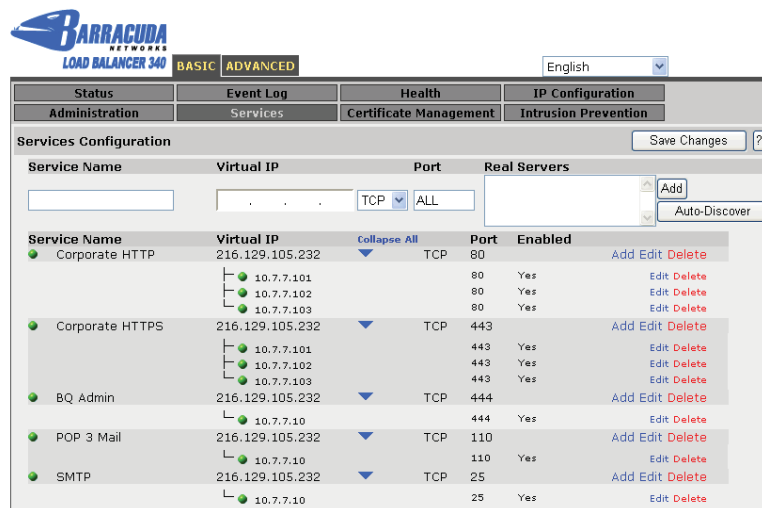 BARRACUDA
NETWORKS
LOAD BALANCER 340 BASIC ADVANCED English
Status Event Log Health IP Configuration
Administration Services Certificate Management Intrusion Prevention
Services Configuration Save Changes ?
Service Name Virtual IP Port Real Servers
. . . TCP ALL Add
Auto-Discover
Service Name Virtual IP Collapse All Port Enabled
Corporate HTTP 216.129.105.232 TCP 80 Add Edit Delete
10.7.7.101 80 Yes Edit Delete
10.7.7.102 80 Yes Edit Delete
10.7.7.103 80 Yes Edit Delete
Corporate HTTPS 216.129.105.232 TCP 443 Add Edit Delete
10.7.7.101 443 Yes Edit Delete
10.7.7.102 443 Yes Edit Delete
10.7.7.103 443 Yes Edit Delete
BQ Admin 216.129.105.232 TCP 444 Add Edit Delete
10.7.7.10 444 Yes Edit Delete
POP 3 Mail 216.129.105.232 TCP 110 Add Edit Delete
10.7.7.10 110 Yes Edit Delete
SMTP 216.129.105.232 TCP 25 Add Edit Delete
10.7.7.10 25 Yes Edit Delete